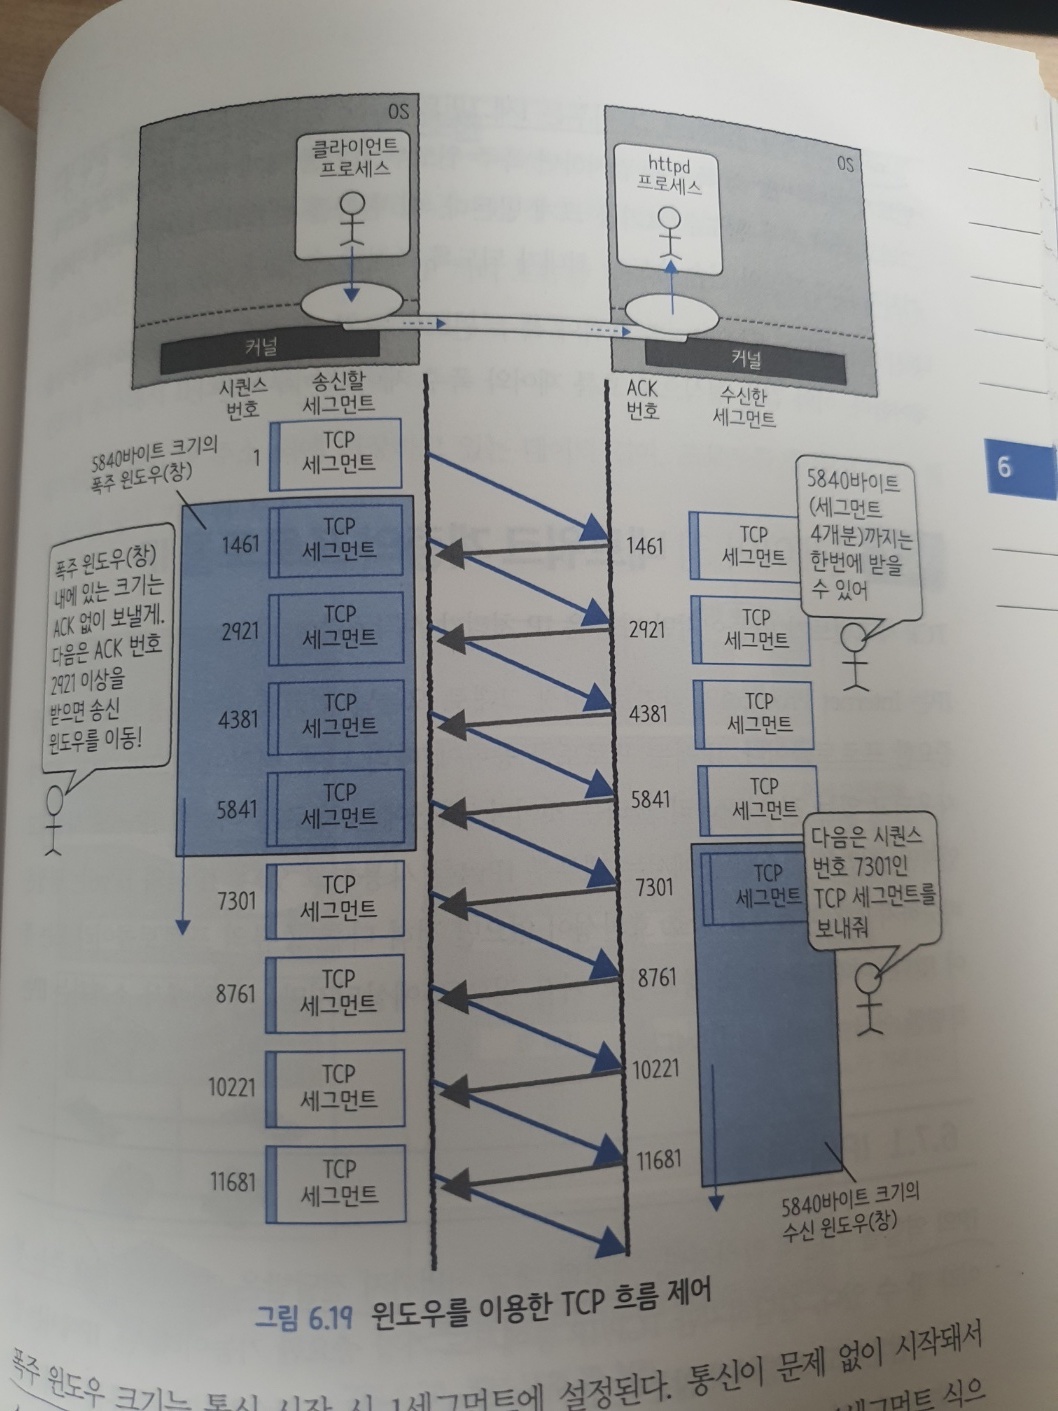 OS
클라이언트
프로세스
커널
OS
httpd
프로세스
커널
시퀀스
번호
송신할
세그먼트
ACK
번호
수신한
세그먼트
5840바이트 크기의
폭주 윈도우(창)
폭주 윈도우(창)
내에 있는 크기는
ACK 없이 보낼게.
다음은 ACK 번호
2921 이상을
받으면 송신
윈도우를 이동!
1
TCP
세그먼트
1461
TCP
세그먼트
2921
TCP
세그먼트
4381
TCP
세그먼트
5841
TCP
세그먼트
7301
TCP
세그먼트
8761
TCP
세그먼트
10221
TCP
세그먼트
11681
TCP
세그먼트
1461
2921
4381
5841
7301
8761
10221
11681
TCP
세그먼트
TCP
세그먼트
TCP
세그먼트
TCP
세그먼트
TCP
세그먼트
5840바이트
(세그먼트
4개분)까지는
한번에 받을
수 있어
다음은 시퀀스
번호 7301인
TCP 세그먼트를
보내줘
5840바이트 크기의
수신 윈도우(창)
6
그림 6.19 윈도우를 이용한 TCP 흐름 제어
폭주 윈도우 크기는 통신 시작 시 1세그먼트에 설정된다. 통신이 문제 없이 시작돼서
세그먼트 식으